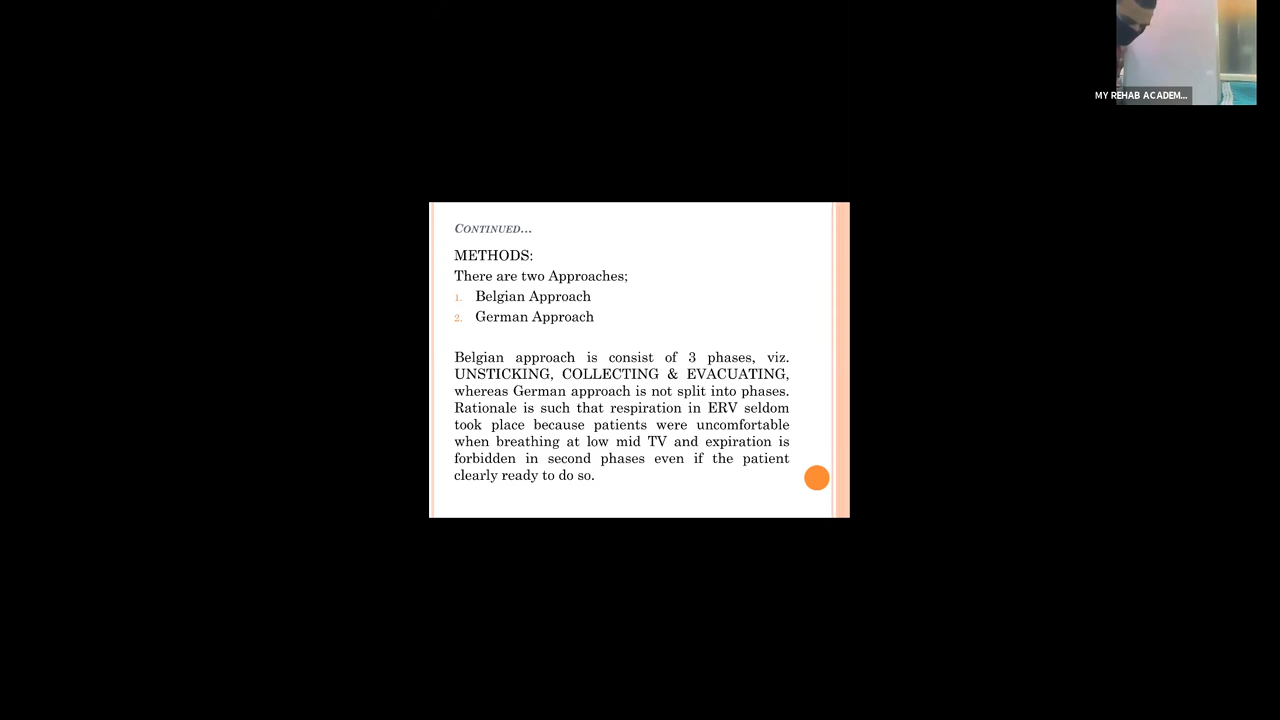 MY REHAB ACADEM...
CONTINUED...
METHODS:
There are two Approaches;
1. Belgian Approach
2. German Approach
Belgian approach is consist of 3 phases, viz.
UNSTICKING, COLLECTING & EVACUATING,
whereas German approach is not split into phases.
Rationale is such that respiration in ERV seldom
took place because patients were uncomfortable
when breathing at low mid TV and expiration is
forbidden in second phases even if the patient
clearly ready to do so.